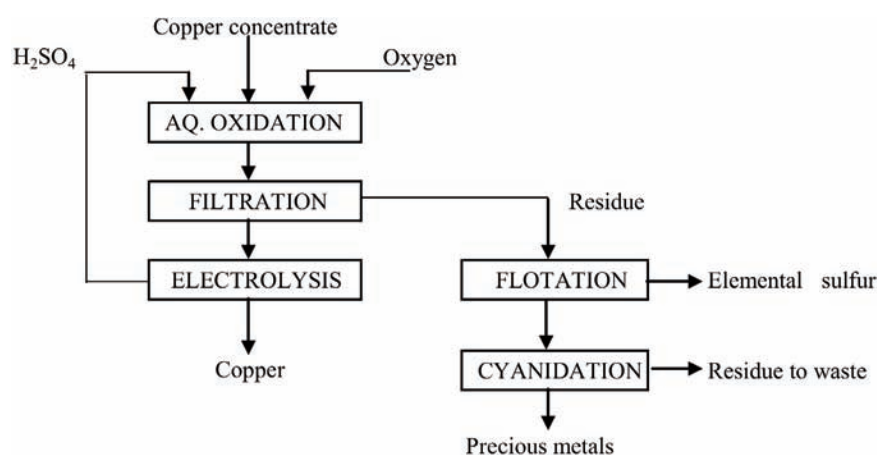 Copper concentrate
H₂SO₄
Oxygen
AQ. OXIDATION
FILTRATION
Residue
ELECTROLYSIS
FLOTATION
Elemental sulfur
Copper
CYANIDATION
Residue to waste
Precious metals